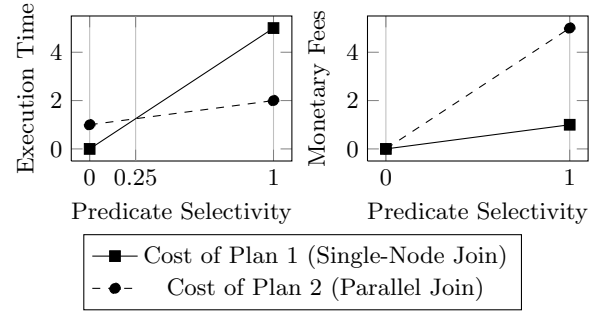 Execution Time
4
2
0
0 0.25 1
Predicate Selectivity
Monetary Fees
4
2
0
0 1
Predicate Selectivity
Cost of Plan 1 (Single-Node Join)
Cost of Plan 2 (Parallel Join)